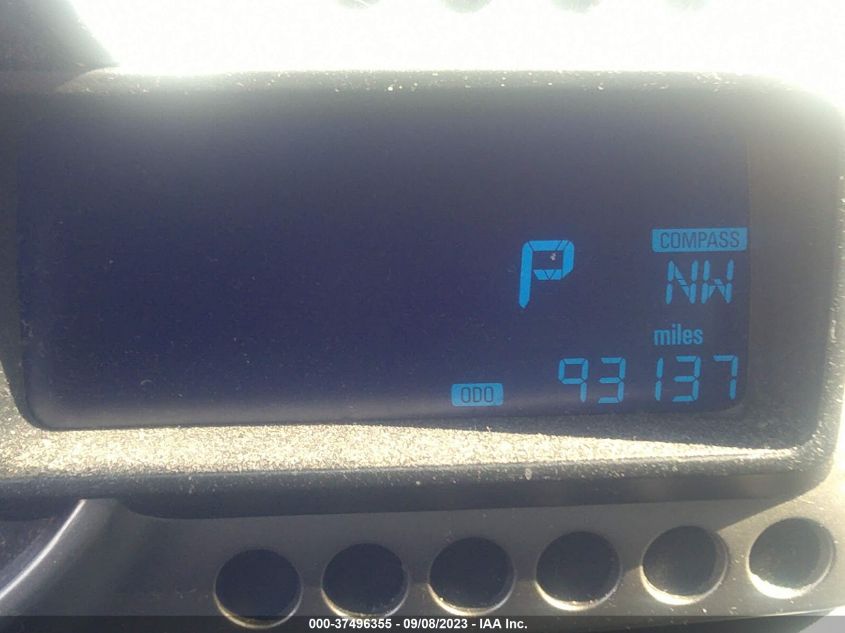 COMPASS
P NW
miles
ODO 93137
000-37496355 - 09/08/2023 - IAA Inc.